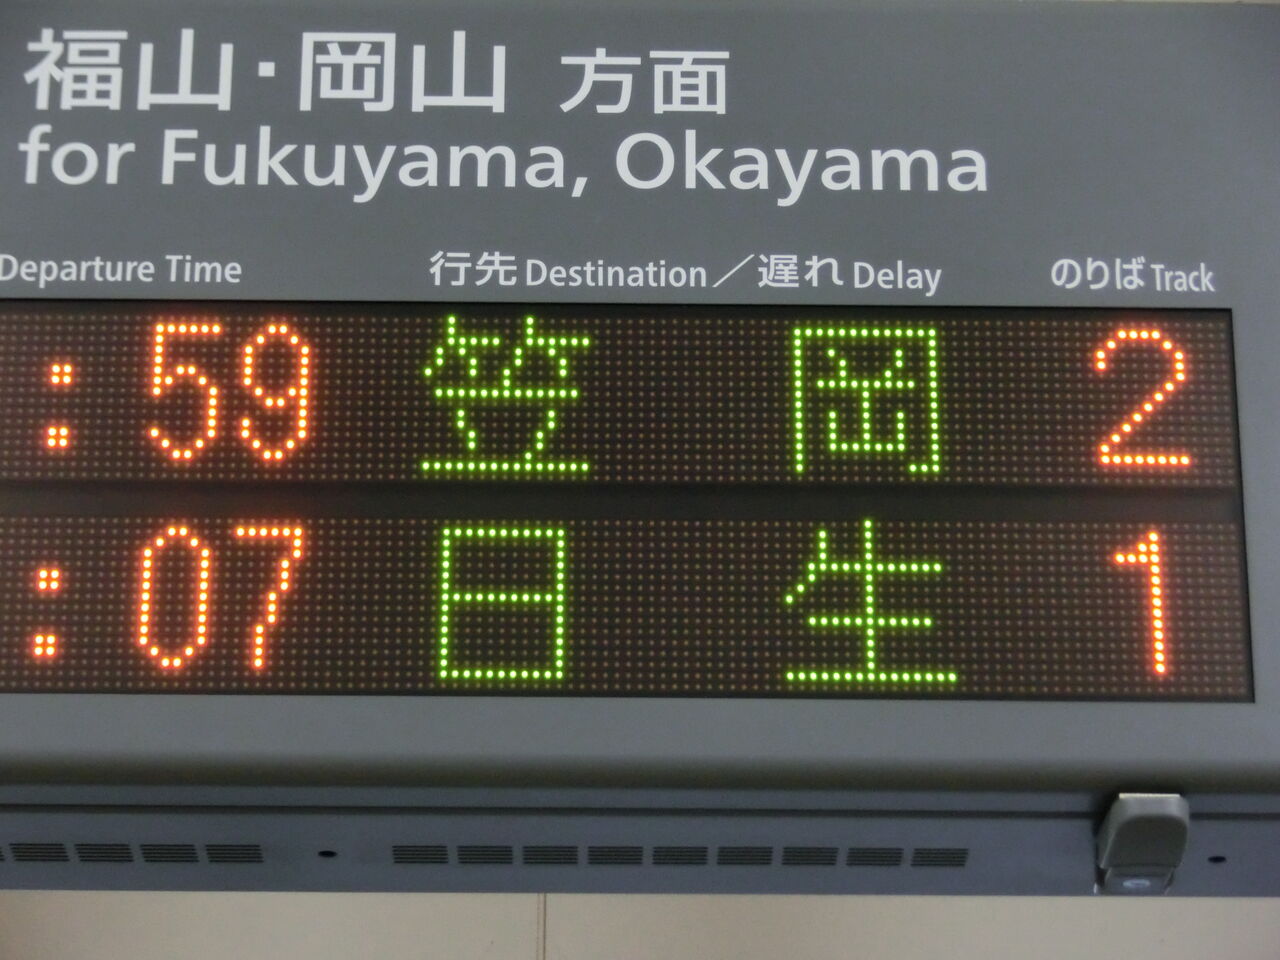 福山・岡山 方面
for Fukuyama, Okayama
Departure Time 行先 Destination／遅れ Delay のりば Track
:59 笠岡 2
:07 日生 1